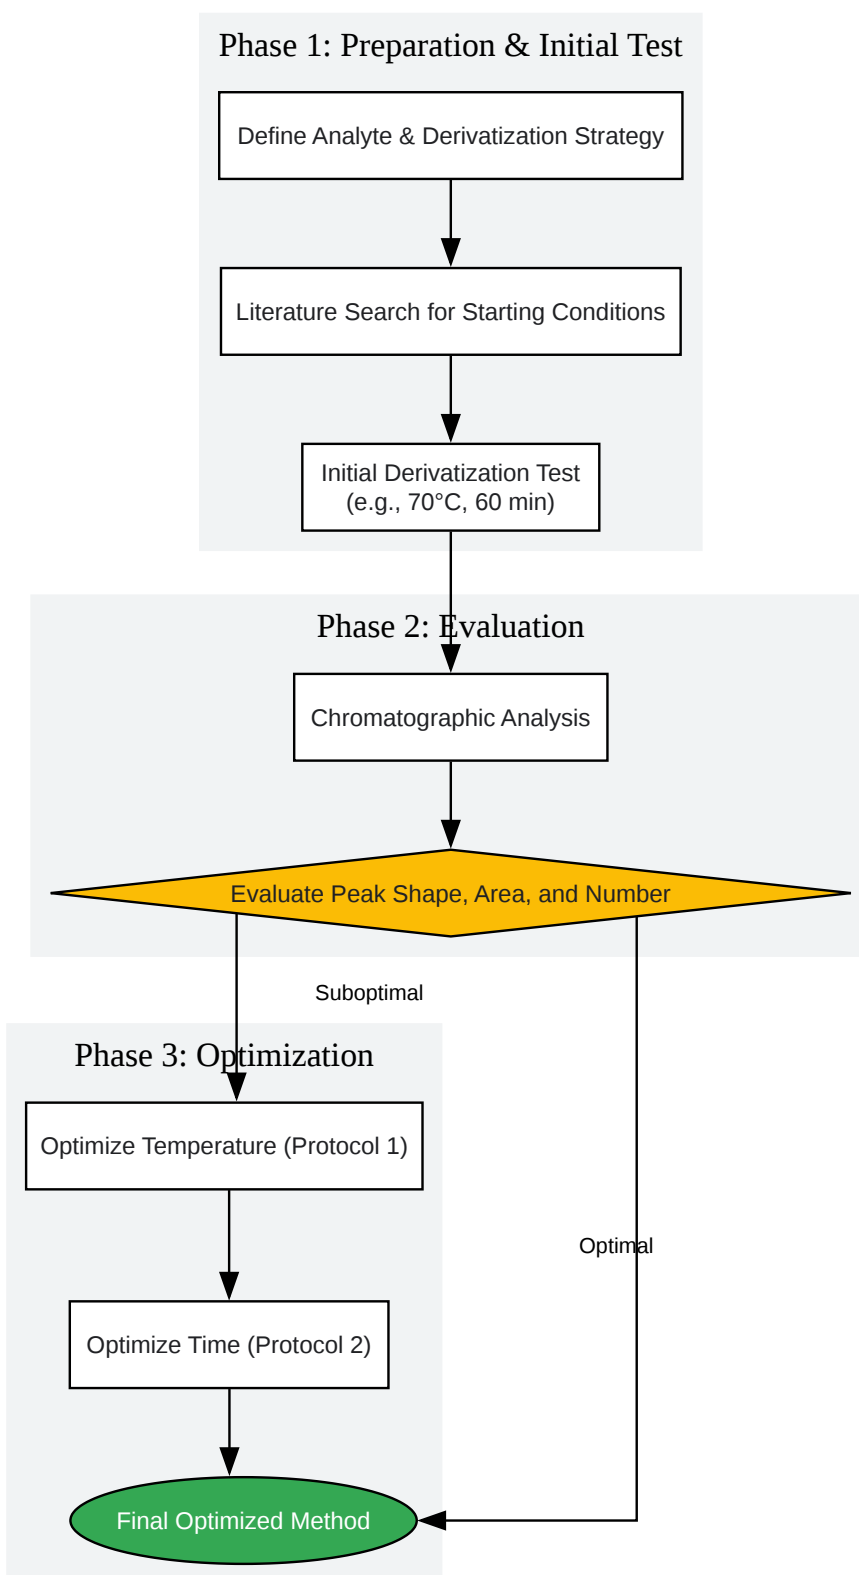 Phase 1: Preparation & Initial Test
Define Analyte & Derivatization Strategy
Literature Search for Starting Conditions
Initial Derivatization Test
(e.g., 70°C, 60 min)
Phase 2: Evaluation
Chromatographic Analysis
Evaluate Peak Shape, Area, and Number
Suboptimal
Phase 3: Optimization
Optimize Temperature (Protocol 1)
Optimal
Optimize Time (Protocol 2)
Final Optimized Method